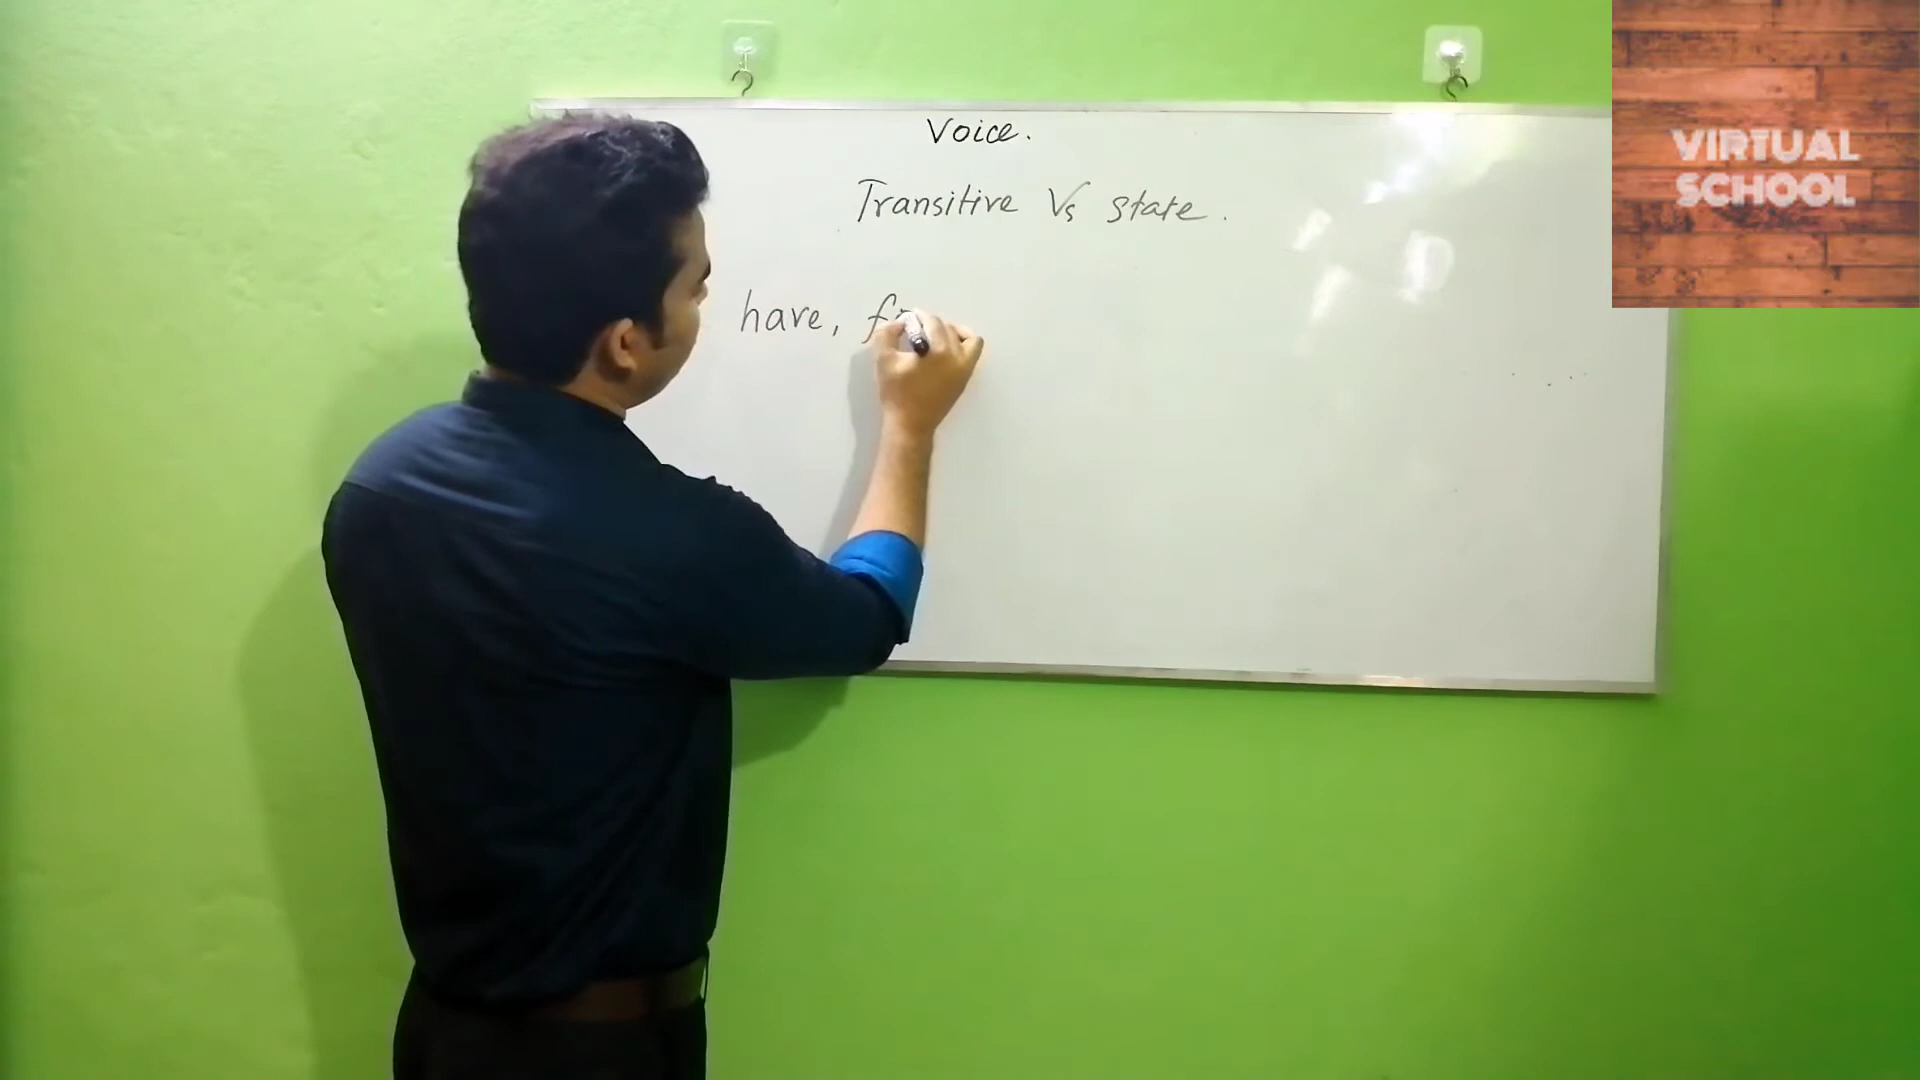 Voice.
Transitive Vs state.
have,
VIRTUAL
SCHOOL